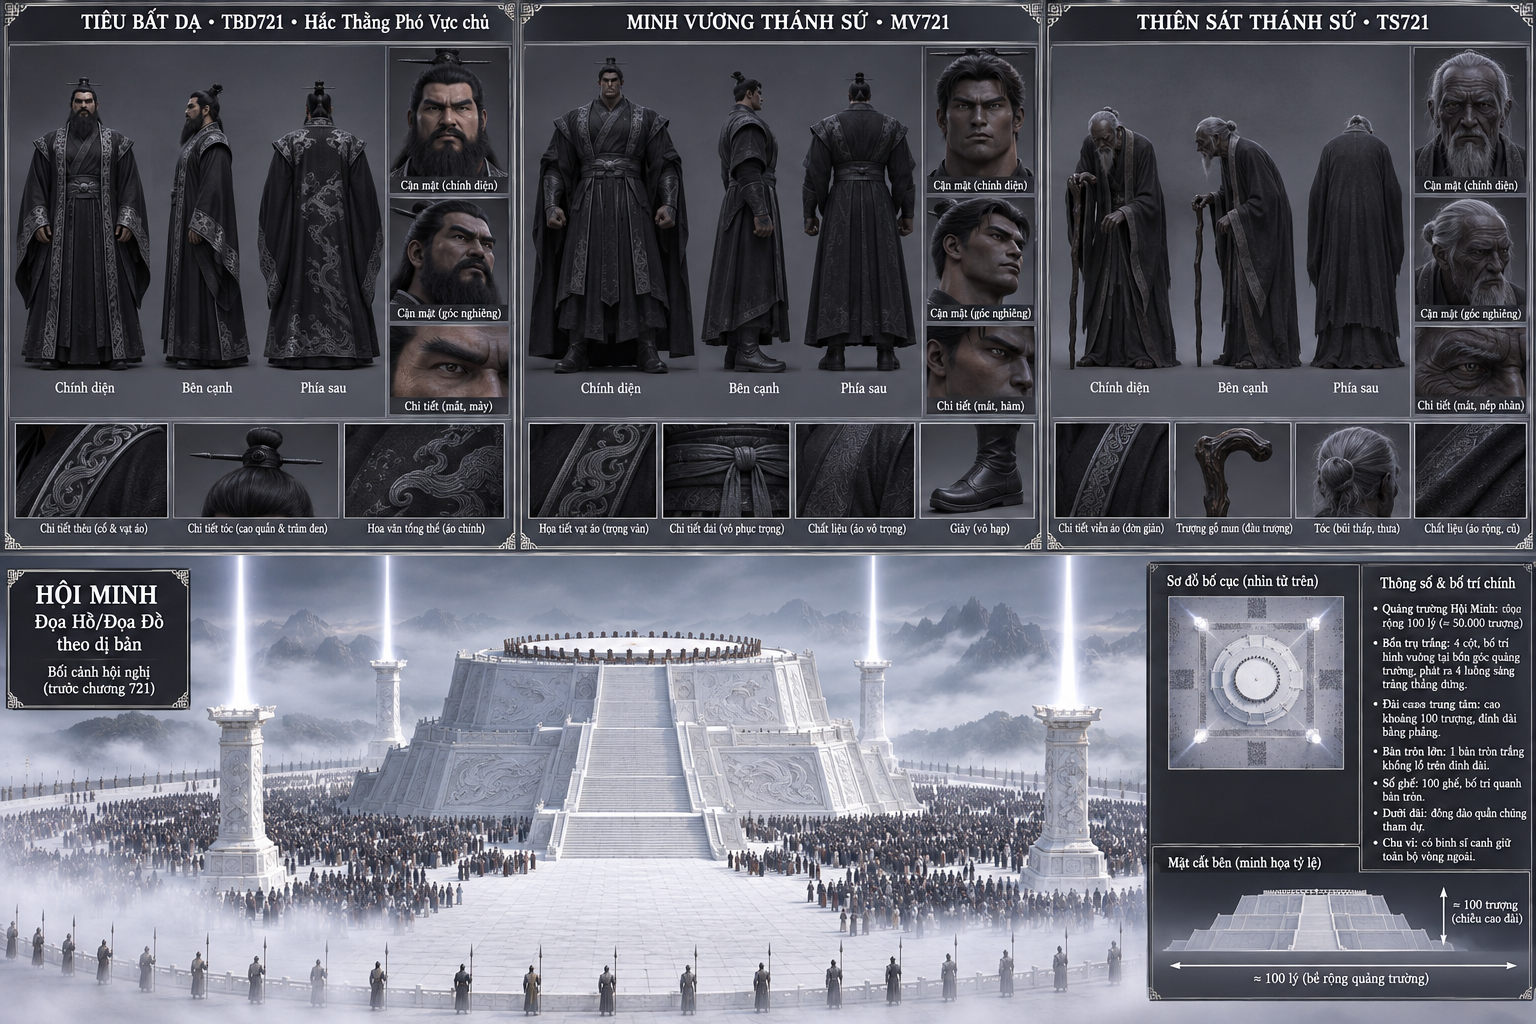 TIÊU BẤT DẠ • TBD721 • Hắc Thằng Phó Vực chủ
Cận mặt (chính diện)
Cận mặt (góc nghiêng)
Chi tiết (mắt, mày)
Chính diện
Bên cạnh
Phía sau
Chi tiết thêu (cổ & vạt áo)
Chi tiết tóc (cao quấn & trâm đen)
Hoa văn tổng thể (áo chính)
MINH VƯƠNG THÁNH SỨ • MV721
Cận mặt (chính diện)
Cận mặt (góc nghiêng)
Chi tiết (mắt, hàm)
Chính diện
Bên cạnh
Phía sau
Họa tiết vạt áo (trọng vàn)
Chi tiết đai (võ phục trọng)
Chất liệu (áo võ trọng)
Giày (võ hạp)
THIÊN SÁT THÁNH SỨ • TS721
Cận mặt (chính diện)
Cận mặt (góc nghiêng)
Chi tiết (mắt, nếp nhăn)
Chính diện
Bên cạnh
Phía sau
Chi tiết viền áo (đơn giản)
Trượng gỗ mun (đầu trượng)
Tóc (búi thấp, thưa)
Chất liệu (áo rộng, cũ)
HỘI MINH
Đọa Hồ/Đọa Đồ
theo dị bản
Bối cảnh hội nghị
(trước chương 721)
Sơ đồ bố cục (nhìn từ trên)
Thông số & bố trí chính
• Quảng trường Hội Minh:
rộng 100 lý (≈ 50.000 trượng)
• Bốn trụ trắng: 4 cột, bố trí
hình vuông tại bốn góc quảng
trường, phát ra 4 luồng sáng
trắng thẳng đứng.
• Đài trung tâm: cao
khoảng 100 trượng, đỉnh đài
bằng phẳng.
• Bàn tròn lớn: 1 bàn tròn trắng
khổng lồ trên đỉnh đài.
• Số ghế: 100 ghế, bố trí quanh
bàn tròn.
• Dưới đài: đông đảo quần chúng
tham dự.
• Chu vi: có binh sĩ canh giữ
toàn bộ vòng ngoài.
Mặt cắt bên (minh họa tỷ lệ)
≈ 100 trượng
(chiều cao đài)
≈ 100 lý (bề rộng quảng trường)